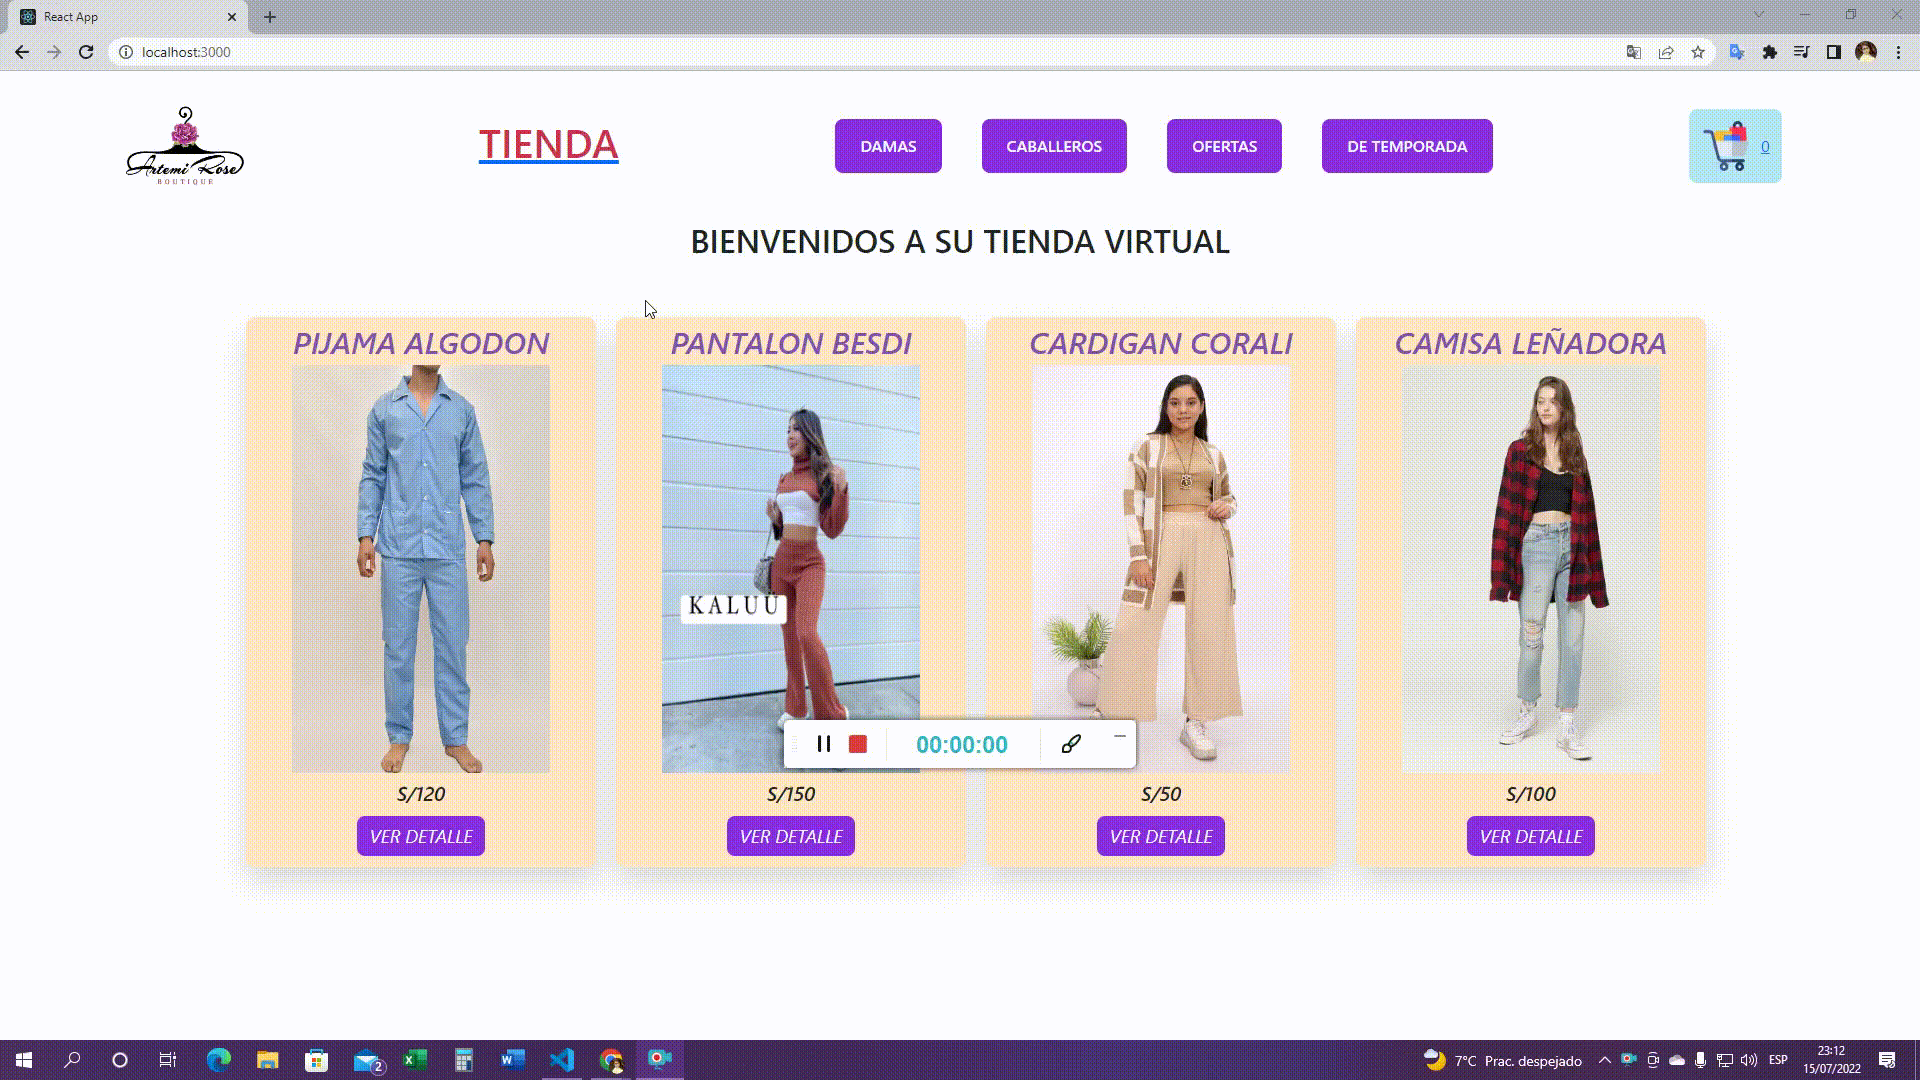 React App
localhost:3000
Artemi Rose
BOUTIQUE
TIENDA
DAMAS
CABALLEROS
OFERTAS
DE TEMPORADA
0
BIENVENIDOS A SU TIENDA VIRTUAL
PIJAMA ALGODON
PANTALON BESDI
CARDIGAN CORALI
CAMISA LEÑADORA
KALUÜ
00:00:00
S/120
S/150
S/50
S/100
VER DETALLE
VER DETALLE
VER DETALLE
VER DETALLE
2
7°C Prac. despejado
ESP
23:12
15/07/2022